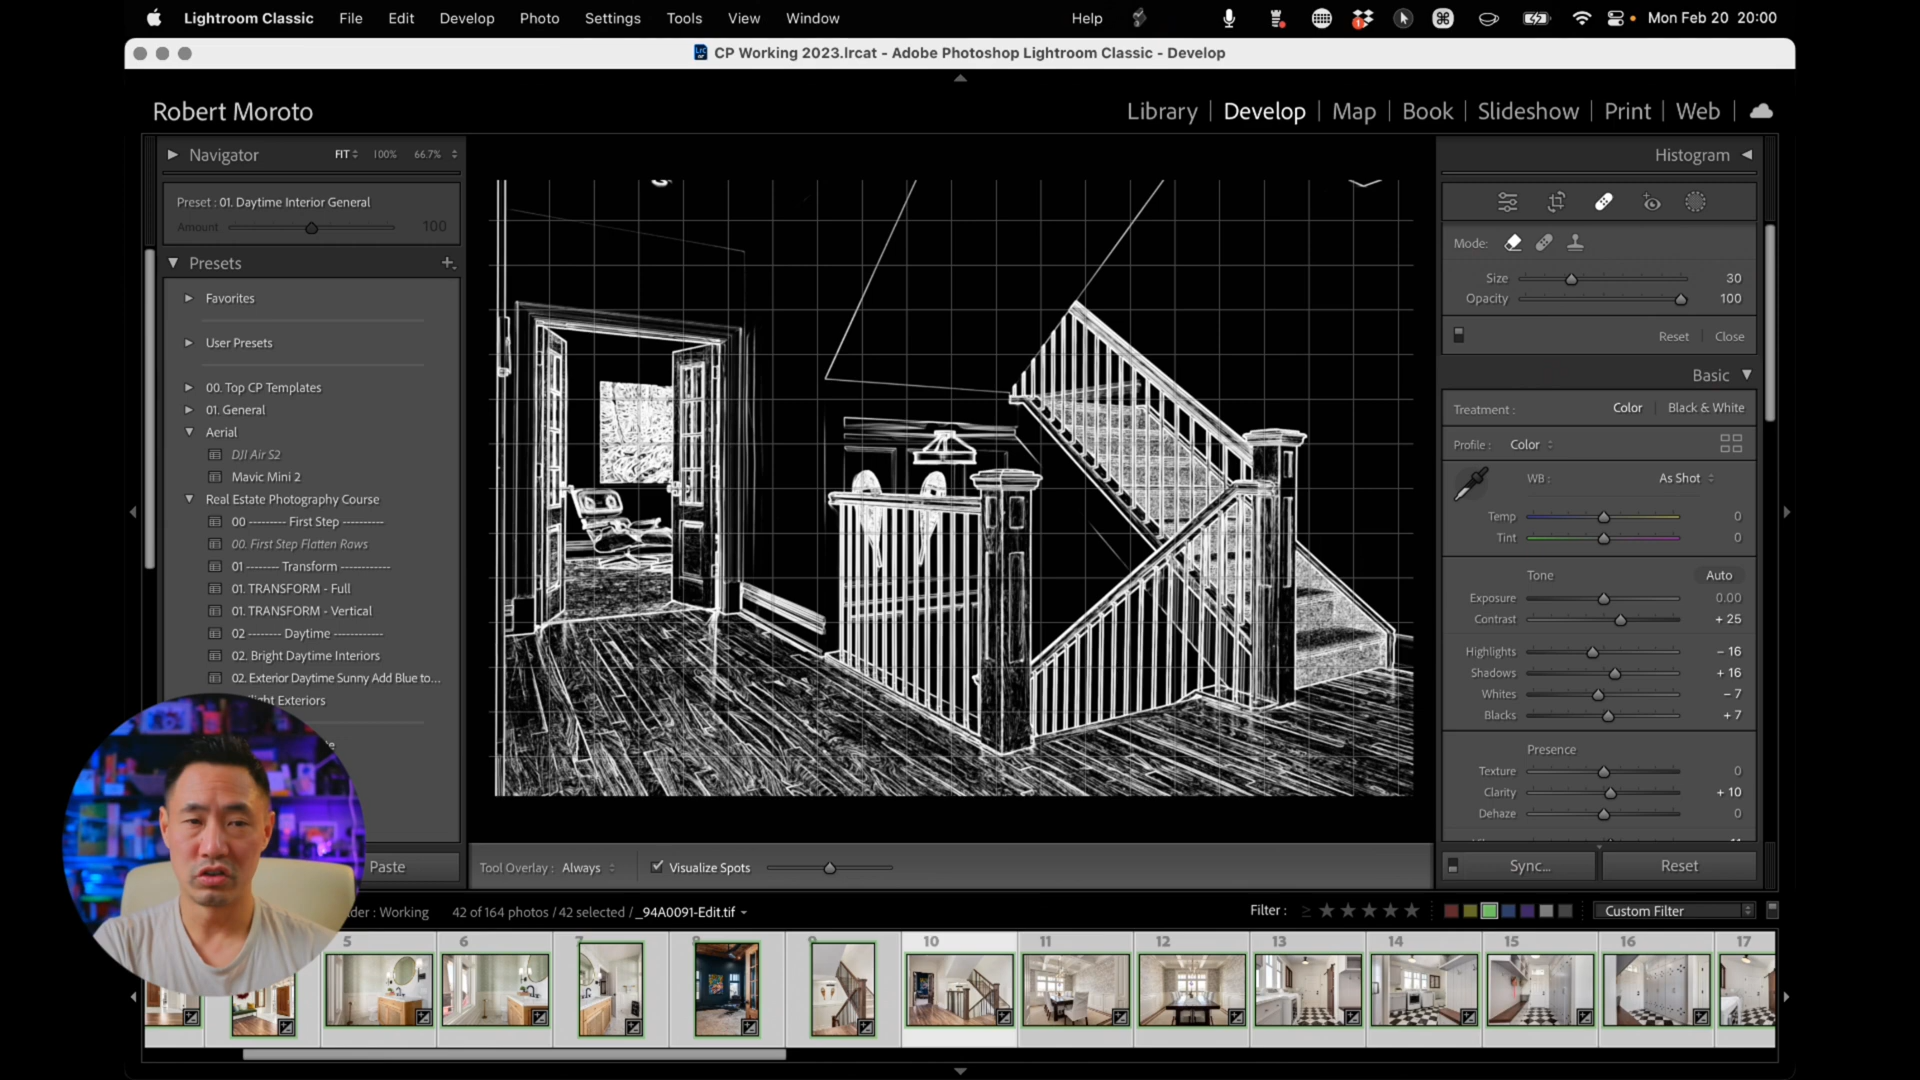 Lightroom Classic File Edit Develop Photo Settings Tools View Window Help Mon Feb 20 20:00
CP Working 2023.lrcat - Adobe Photoshop Lightroom Classic - Develop
Robert Moroto
Library | Develop | Map | Book | Slideshow | Print | Web
Navigator FIT 100% 66.7%
Preset : 01. Daytime Interior General
Amount 100
Presets
Favorites
User Presets
00. Top CP Templates
01. General
Aerial
DJI Air S2
Mavic Mini 2
Real Estate Photography Course
00 --------- First Step ----------
00. First Step Flatten Raws
01 -------- Transform ------------
01. TRANSFORM - Full
01. TRANSFORM - Vertical
02 -------- Daytime ------------
02. Bright Daytime Interiors
02. Exterior Daytime Sunny Add Blue to...
Exteriors
Paste
Tool Overlay : Always Visualize Spots
Histogram
Mode:
Size 30
Opacity 100
Reset Close
Basic
Treatment : Color | Black & White
Profile : Color
WB : As Shot
Temp 0
Tint 0
Tone Auto
Exposure 0.00
Contrast + 25
Highlights − 16
Shadows + 16
Whites − 7
Blacks + 7
Presence
Texture 0
Clarity + 10
Dehaze 0
Sync... Reset
: Working 42 of 164 photos / 42 selected / _94A0091-Edit.tif Filter : Custom Filter
5 6 7 8 9 10 11 12 13 14 15 16 17